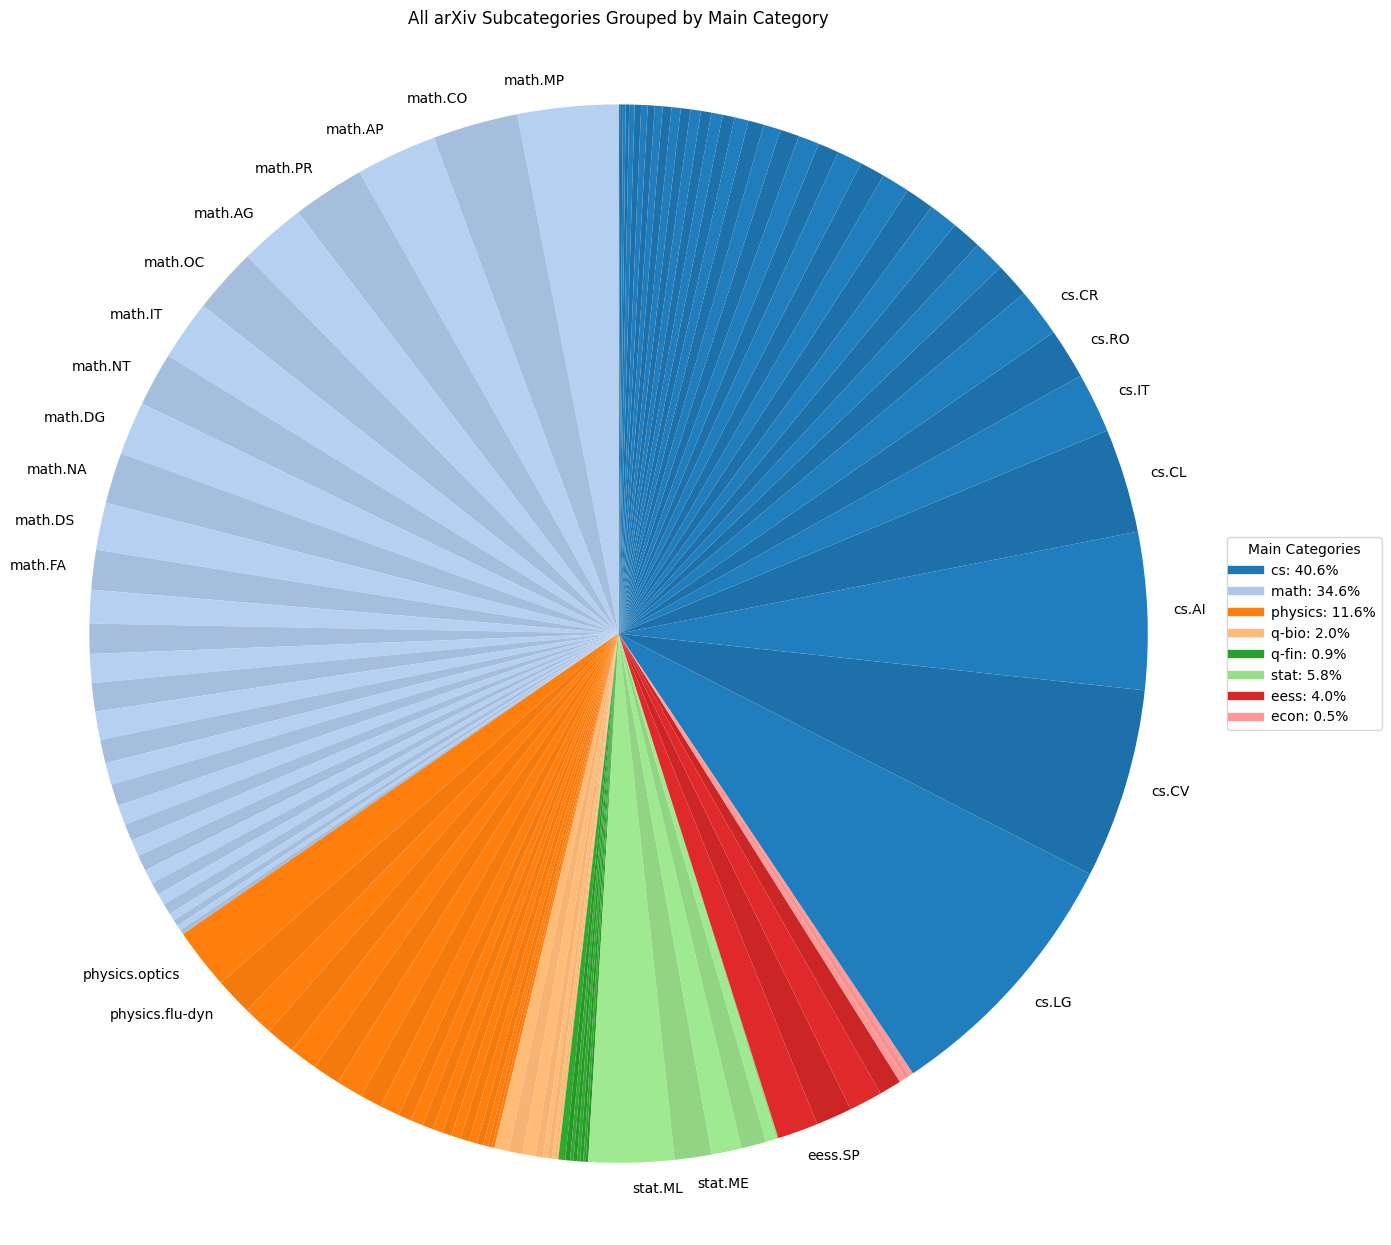 All arXiv Subcategories Grouped by Main Category
math.MP
math.CO
math.AP
math.PR
math.AG
math.OC
math.IT
math.NT
math.DG
math.NA
math.DS
math.FA
physics.optics
physics.flu-dyn
stat.ML
stat.ME
eess.SP
cs.LG
cs.CV
cs.AI
cs.CL
cs.IT
cs.RO
cs.CR
Main Categories
cs: 40.6%
math: 34.6%
physics: 11.6%
q-bio: 2.0%
q-fin: 0.9%
stat: 5.8%
eess: 4.0%
econ: 0.5%